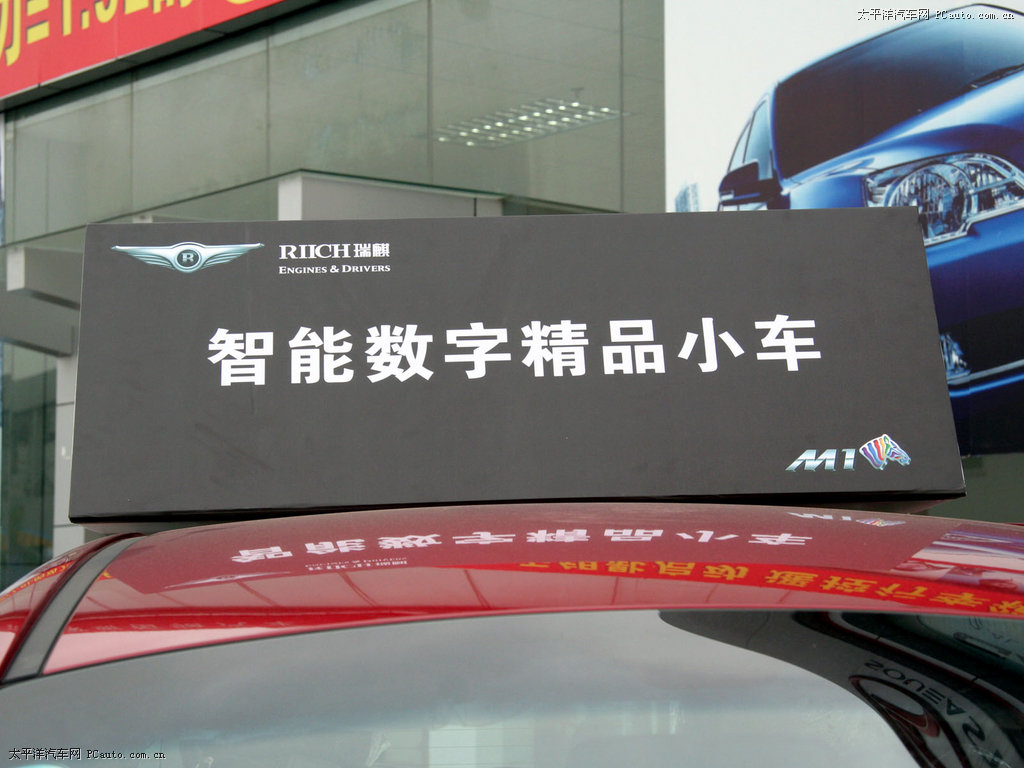 太平洋汽车网 PCauto.com.cn
RIICH 瑞麒
ENGINES & DRIVERS
R
智能数字精品小车
M1
太平洋汽车网 PCauto.com.cn